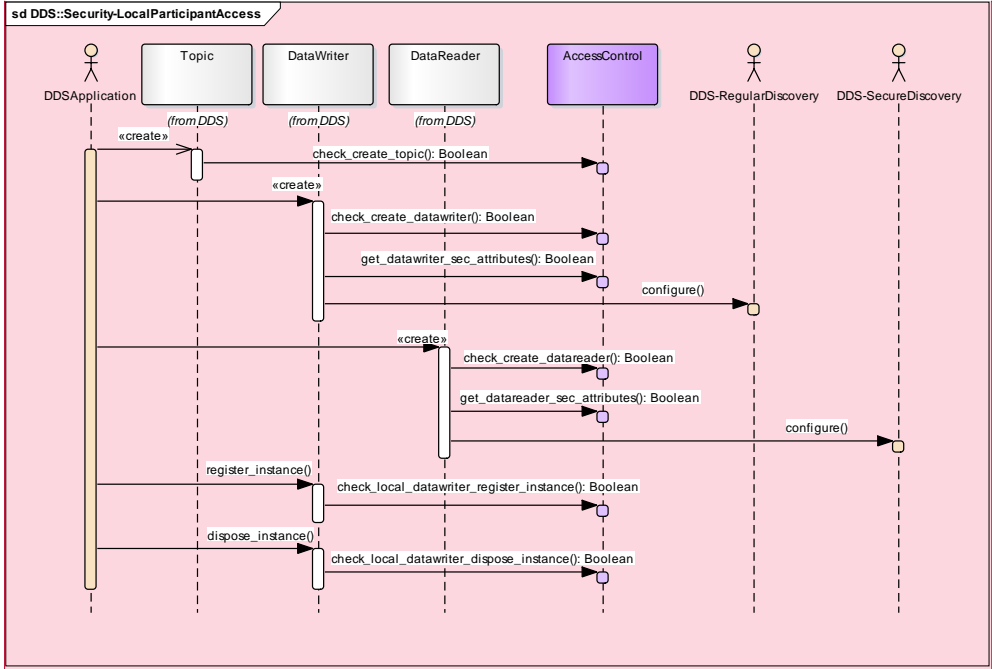 sd DDS::Security-LocalParticipantAccess
Topic
DataWriter
DataReader
AccessControl
DDSApplication
DDS-RegularDiscovery
DDS-SecureDiscovery
(from DDS)
(from DDS)
(from DDS)
«create»
check_create_topic(): Boolean
«create»
check_create_datawriter(): Boolean
get_datawriter_sec_attributes(): Boolean
configure()
«create»
check_create_datareader(): Boolean
get_datareader_sec_attributes(): Boolean
configure()
register_instance()
check_local_datawriter_register_instance(): Boolean
dispose_instance()
check_local_datawriter_dispose_instance(): Boolean